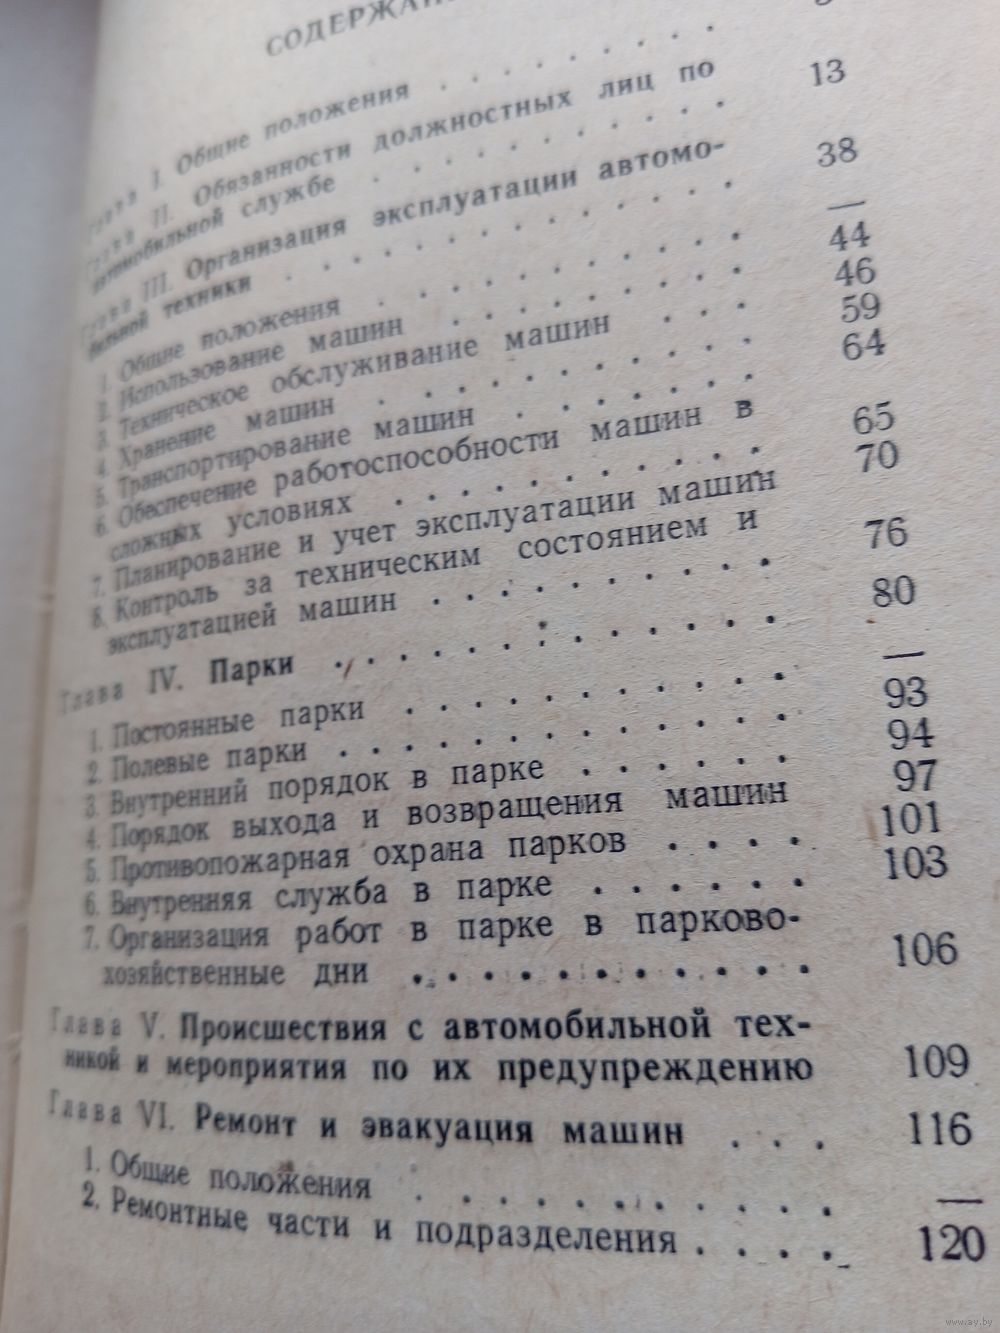 СОДЕРЖАН
Глава I. Общие положения . . . . . . . .
Глава II. Обязанности должностных лиц по
автомобильной службе . . . . . . . . . . 13
Глава III. Организация эксплуатации автомо-
бильной техники . . . . . . . . . . . . 38
1. Общие положения . . . . . . . . . . —
2. Использование машин . . . . . . . . 44
3. Техническое обслуживание машин . . . 46
4. Хранение машин . . . . . . . . . . 59
5. Транспортирование машин . . . . . . 64
6. Обеспечение работоспособности машин в
сложных условиях . . . . . . . . . . 65
7. Планирование и учет эксплуатации машин 70
8. Контроль за техническим состоянием и
эксплуатацией машин . . . . . . . . . 76
Глава IV. Парки . . . . . . . . . . . . 80
1. Постоянные парки . . . . . . . . . —
2. Полевые парки . . . . . . . . . . . 93
3. Внутренний порядок в парке . . . . . . 94
4. Порядок выхода и возвращения машин 97
5. Противопожарная охрана парков . . . . 101
6. Внутренняя служба в парке . . . . . . 103
7. Организация работ в парке в парково-
хозяйственные дни . . . . . . . . . . 106
Глава V. Происшествия с автомобильной тех-
никой и мероприятия по их предупреждению 109
Глава VI. Ремонт и эвакуация машин . . . 116
1. Общие положения . . . . . . . . . . —
2. Ремонтные части и подразделения . . . . 120
www.ay.by